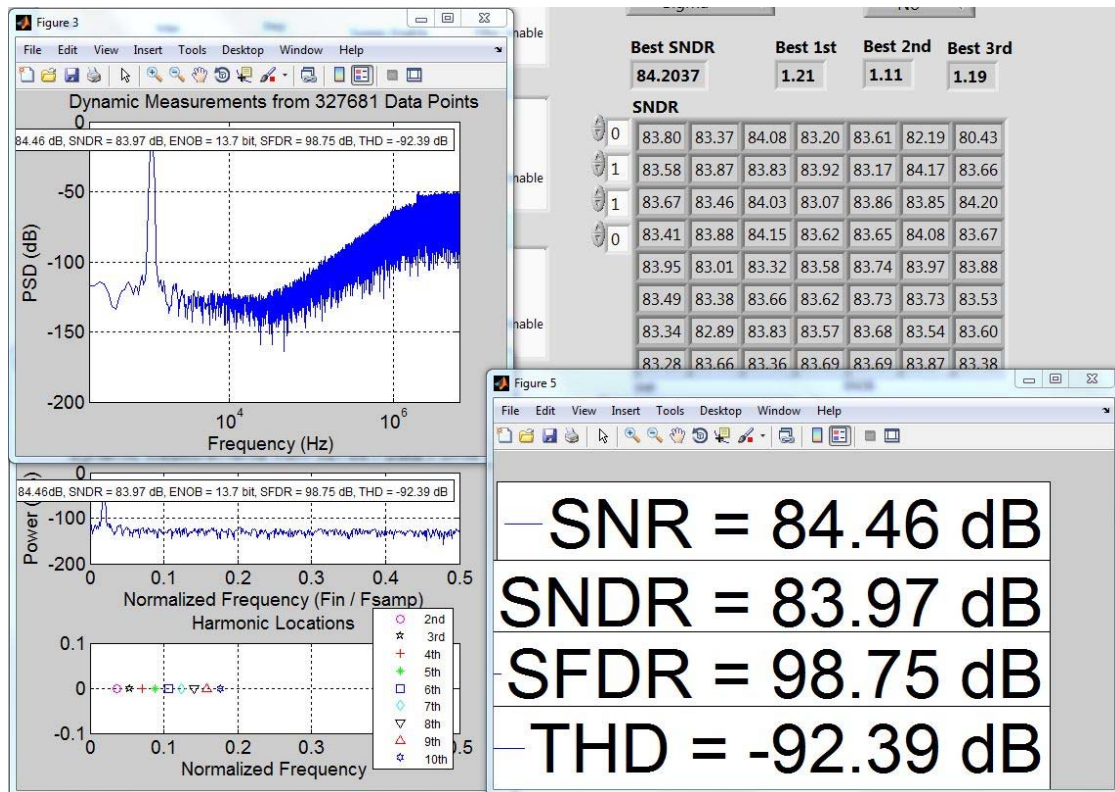 Figure 3
File Edit View Insert Tools Desktop Window Help
Dynamic Measurements from 327681 Data Points
84.46 dB, SNDR = 83.97 dB, ENOB = 13.7 bit, SFDR = 98.75 dB, THD = -92.39 dB
0
-50
-100
-150
-200
PSD (dB)
10^4 10^6
Frequency (Hz)
nable
nable
nable
No
Best SNDR Best 1st Best 2nd Best 3rd
84.2037 1.21 1.11 1.19
SNDR
0 83.80 83.37 84.08 83.20 83.61 82.19 80.43
1 83.58 83.87 83.83 83.92 83.17 84.17 83.66
1 83.67 83.46 84.03 83.07 83.86 83.85 84.20
0 83.41 83.88 84.15 83.62 83.65 84.08 83.67
83.95 83.01 83.32 83.58 83.74 83.97 83.88
83.49 83.38 83.66 83.62 83.73 83.73 83.53
83.34 82.89 83.83 83.57 83.68 83.54 83.60
83.28 83.66 83.36 83.69 83.69 83.87 83.38
0
84.46dB, SNDR = 83.97 dB, ENOB = 13.7 bit, SFDR = 98.75 dB, THD = -92.39 dB
-100
-200
Power
0 0.1 0.2 0.3 0.4 0.5
Normalized Frequency (Fin / Fsamp)
Harmonic Locations
0.1
0
-0.1
0 0.1 0.2 0.3 .5
Normalized Frequency
2nd
3rd
4th
5th
6th
7th
8th
9th
10th
Figure 5
File Edit View Insert Tools Desktop Window Help
SNR = 84.46 dB
SNDR = 83.97 dB
SFDR = 98.75 dB
THD = -92.39 dB